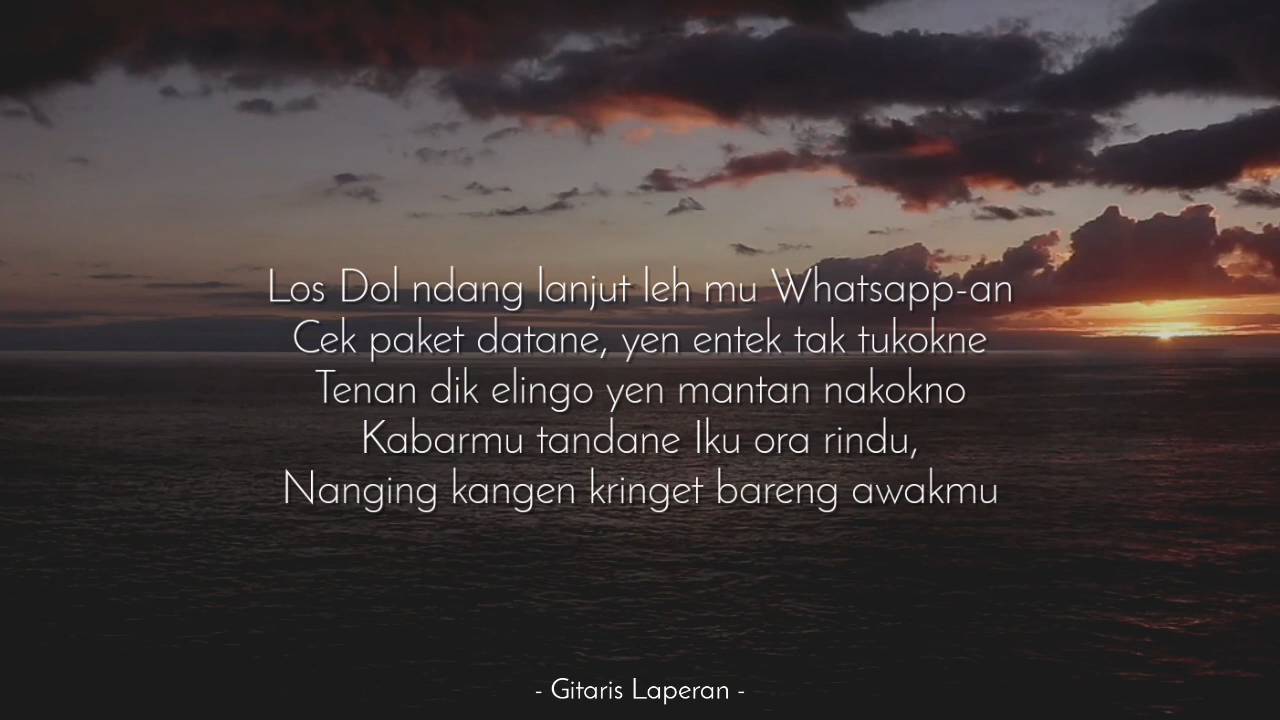 Los Dol ndang lanjut leh mu Whatsapp-an
Cek paket datane, yen entek tak tukokne
Tenan dik elingo yen mantan nakokno
Kabarmu tandane Iku ora rindu,
Nanging kangen kringet bareng awakmu
- Gitaris Laperan -